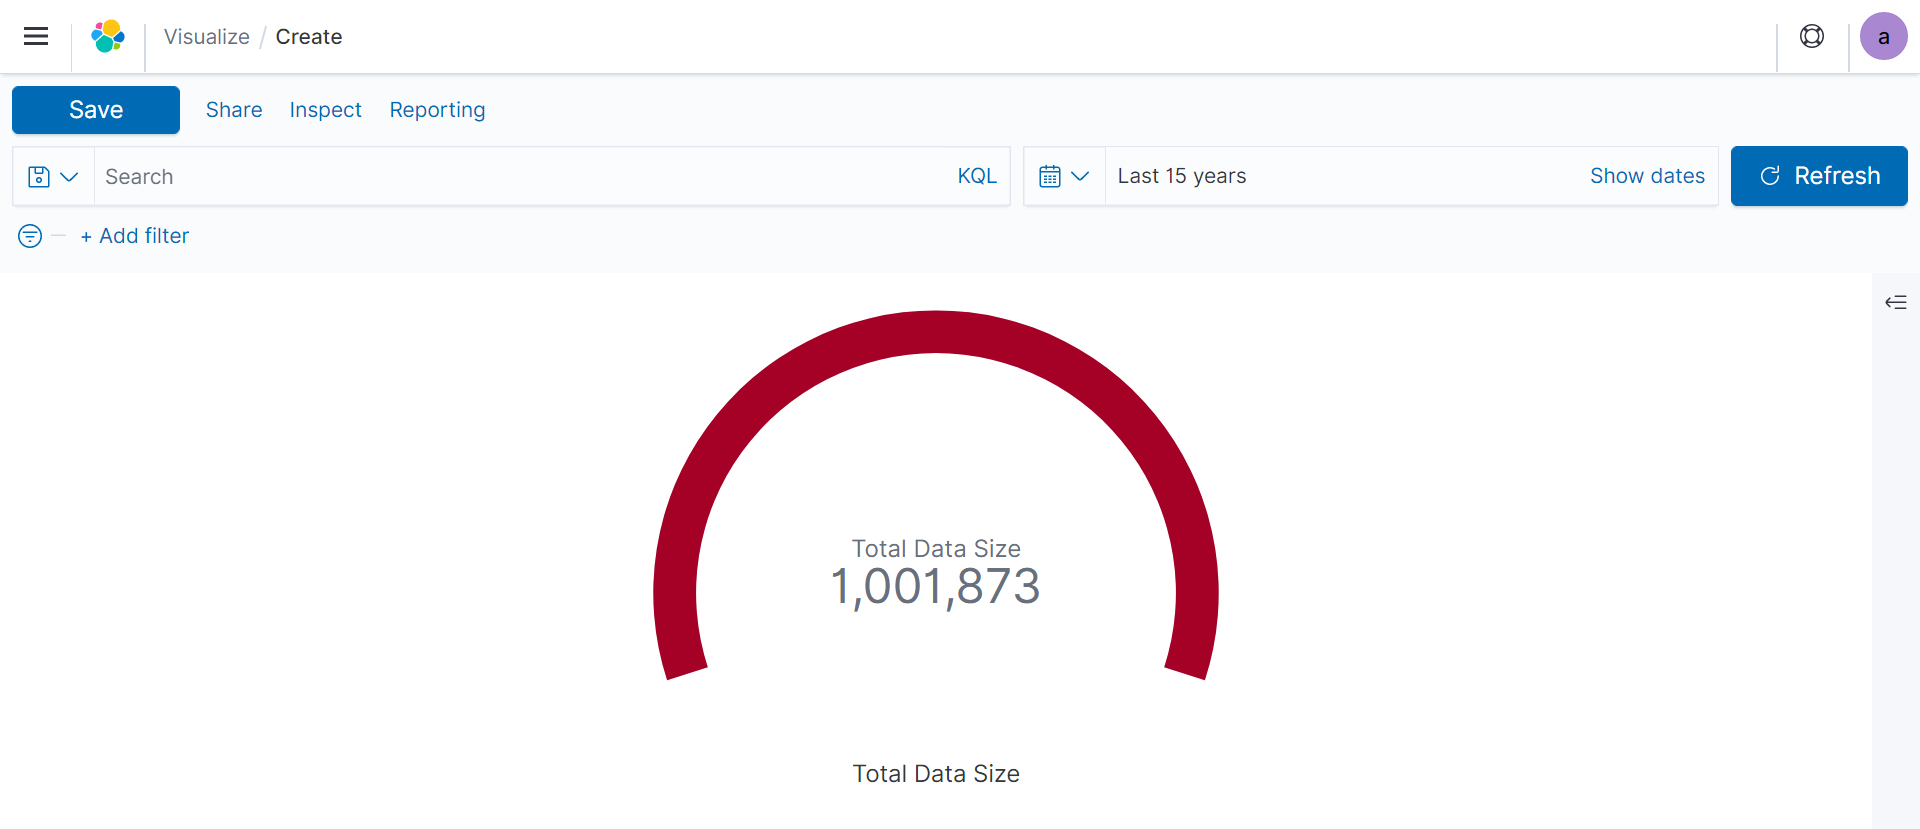 Visualize / Create
a
Save Share Inspect Reporting
Search KQL Last 15 years Show dates Refresh
+ Add filter
Total Data Size
1,001,873
Total Data Size